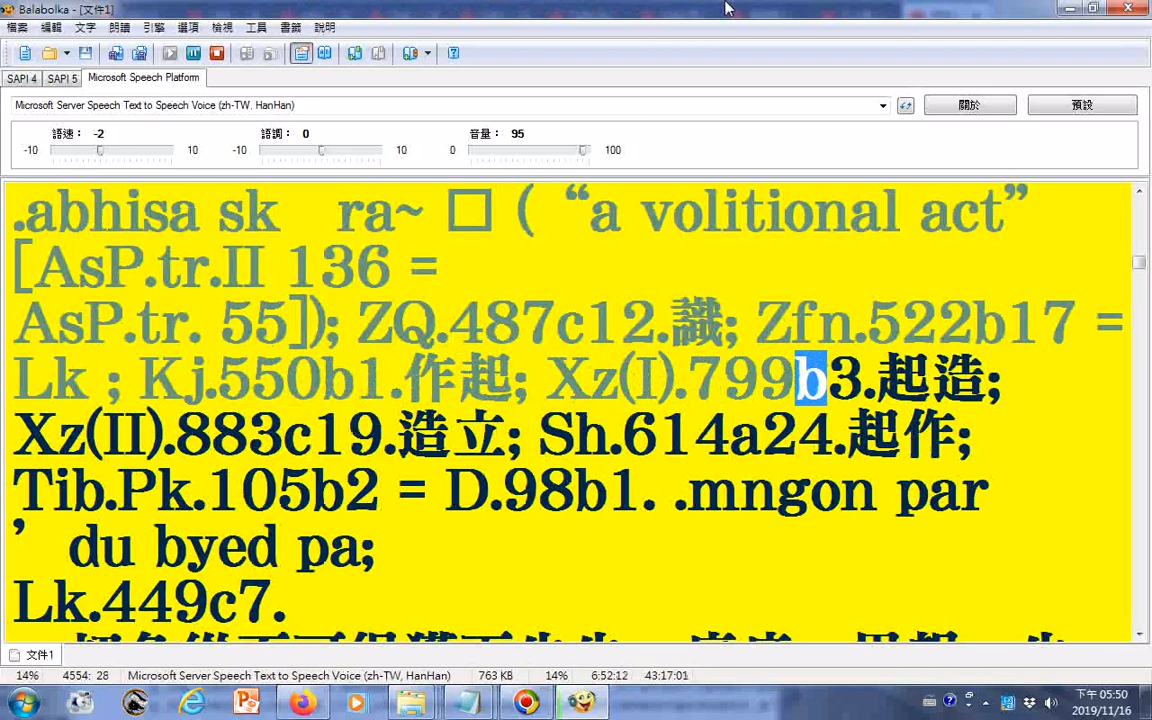 Balabolka - [文件1]
檔案 編輯 文字 朗讀 引擎 選項 檢視 工具 書籤 說明
SAPI 4 SAPI 5 Microsoft Speech Platform
Microsoft Server Speech Text to Speech Voice (zh-TW, HanHan)
關於 預設
語速： -2 語調： 0 音量： 95
-10 10 -10 10 0 100
.abhisa sk ra~ □ ( “a volitional act”
[AsP.tr.II 136 =
AsP.tr. 55]); ZQ.487c12.識; Zfn.522b17 =
Lk ; Kj.550b1.作起; Xz(I).799b3.起造;
Xz(II).883c19.造立; Sh.614a24.起作;
Tib.Pk.105b2 = D.98b1. .mngon par
’ du byed pa;
Lk.449c7.
文件1
14% 4554: 28 Microsoft Server Speech Text to Speech Voice (zh-TW, HanHan) 763 KB 14% 6:52:12 43:17:01
下午 05:50
2019/11/16